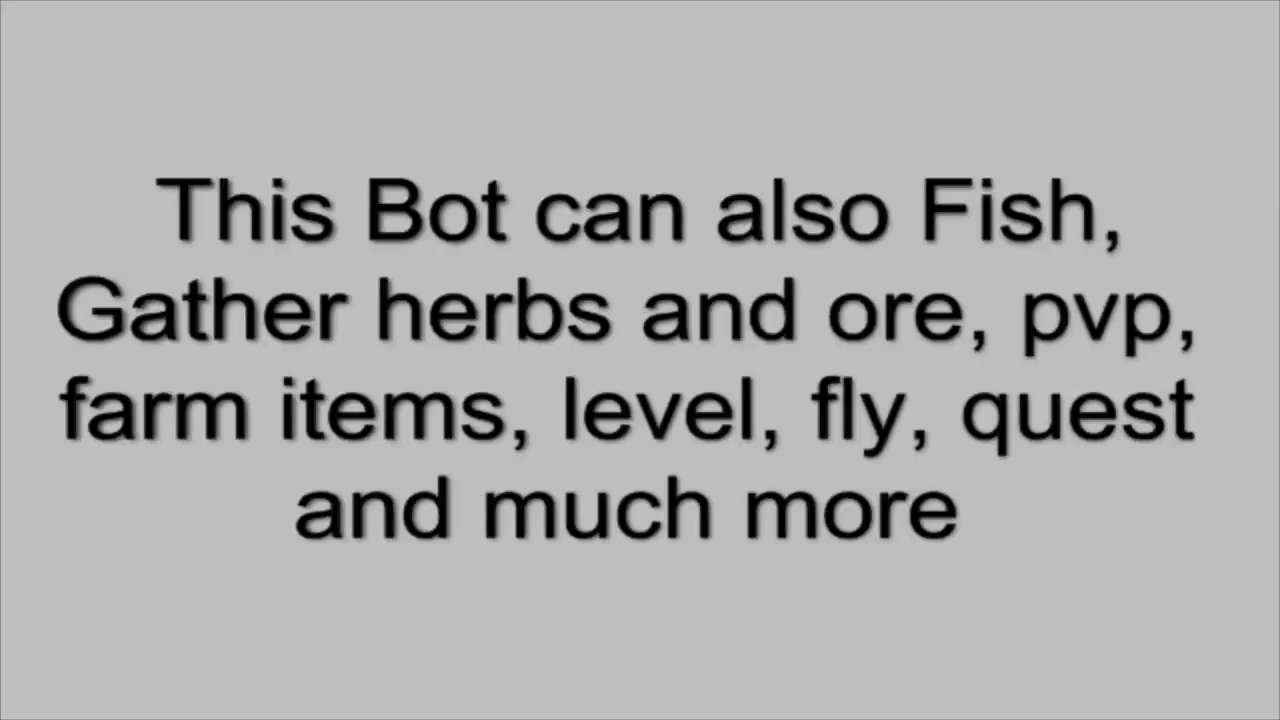 This Bot can also Fish,
Gather herbs and ore, pvp,
farm items, level, fly, quest
and much more